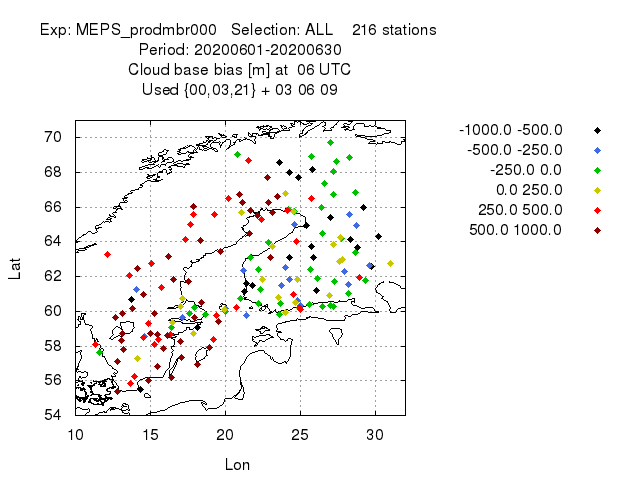 Exp: MEPS_prodmbr000 Selection: ALL 216 stations
Period: 20200601-20200630
Cloud base bias [m] at 06 UTC
Used {00,03,21} + 03 06 09
-1000.0 -500.0
-500.0 -250.0
-250.0 0.0
0.0 250.0
250.0 500.0
500.0 1000.0
Lat
70
68
66
64
62
60
58
56
54
10 15 20 25 30
Lon